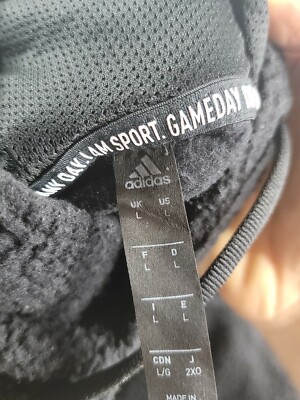 I AM SPORT. GAMEDAY
adidas
UK US
L L
F D
L L
I E
L L
CDN J
L/G 2XO
MADE IN